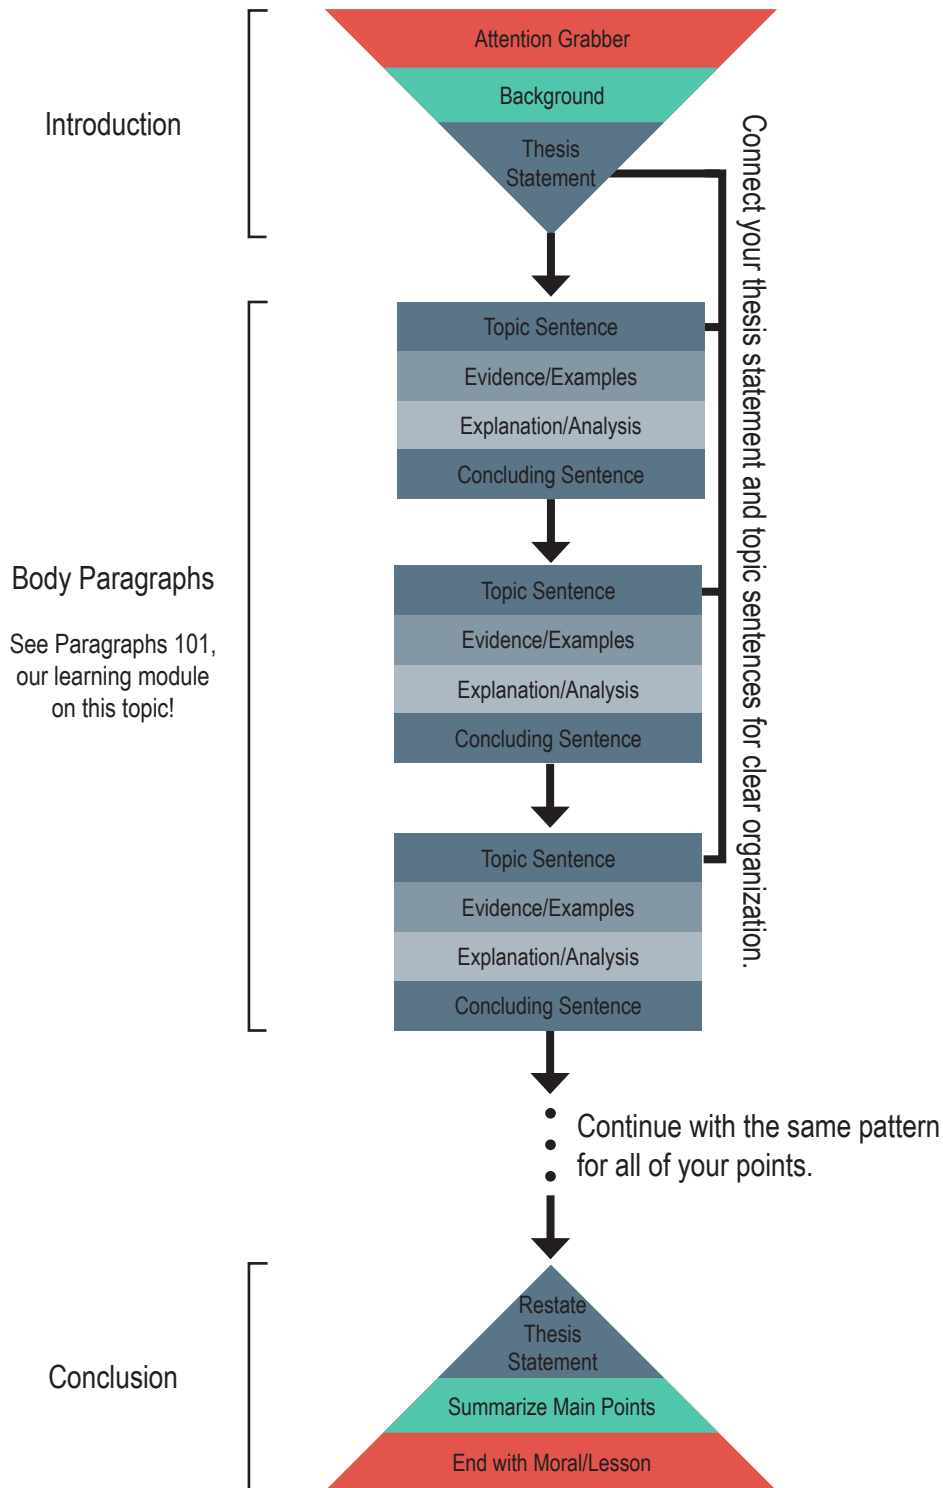 Introduction
Attention Grabber
Background
Thesis
Statement
Connect your thesis statement and topic sentences for clear organization.
Body Paragraphs
See Paragraphs 101,
our learning module
on this topic!
Topic Sentence
Evidence/Examples
Explanation/Analysis
Concluding Sentence
Topic Sentence
Evidence/Examples
Explanation/Analysis
Concluding Sentence
Topic Sentence
Evidence/Examples
Explanation/Analysis
Concluding Sentence
Continue with the same pattern
for all of your points.
Conclusion
Restate
Thesis
Statement
Summarize Main Points
End with Moral/Lesson